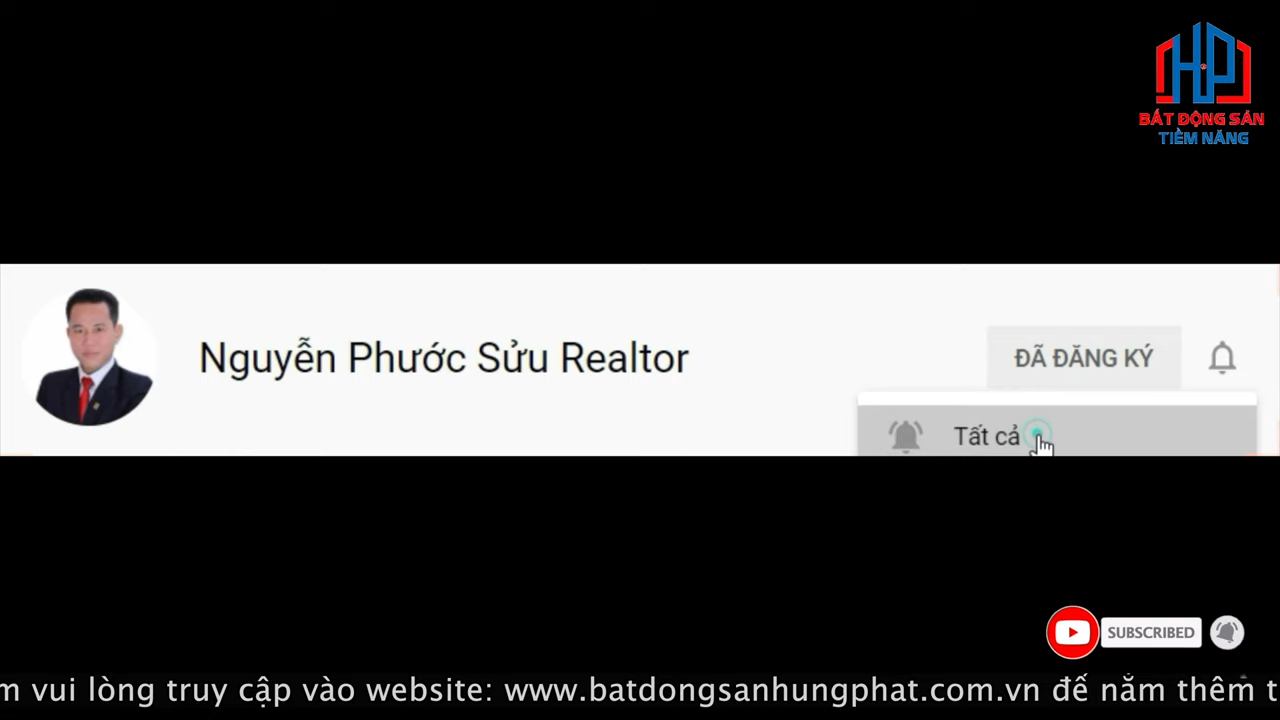 BẤT ĐỘNG SẢN
TIỀM NĂNG
Nguyễn Phước Sửu Realtor
ĐÃ ĐĂNG KÝ
Tất cả
SUBSCRIBED
m vui lòng truy cập vào website: www.batdongsanhungphat.com.vn để nắm thêm t